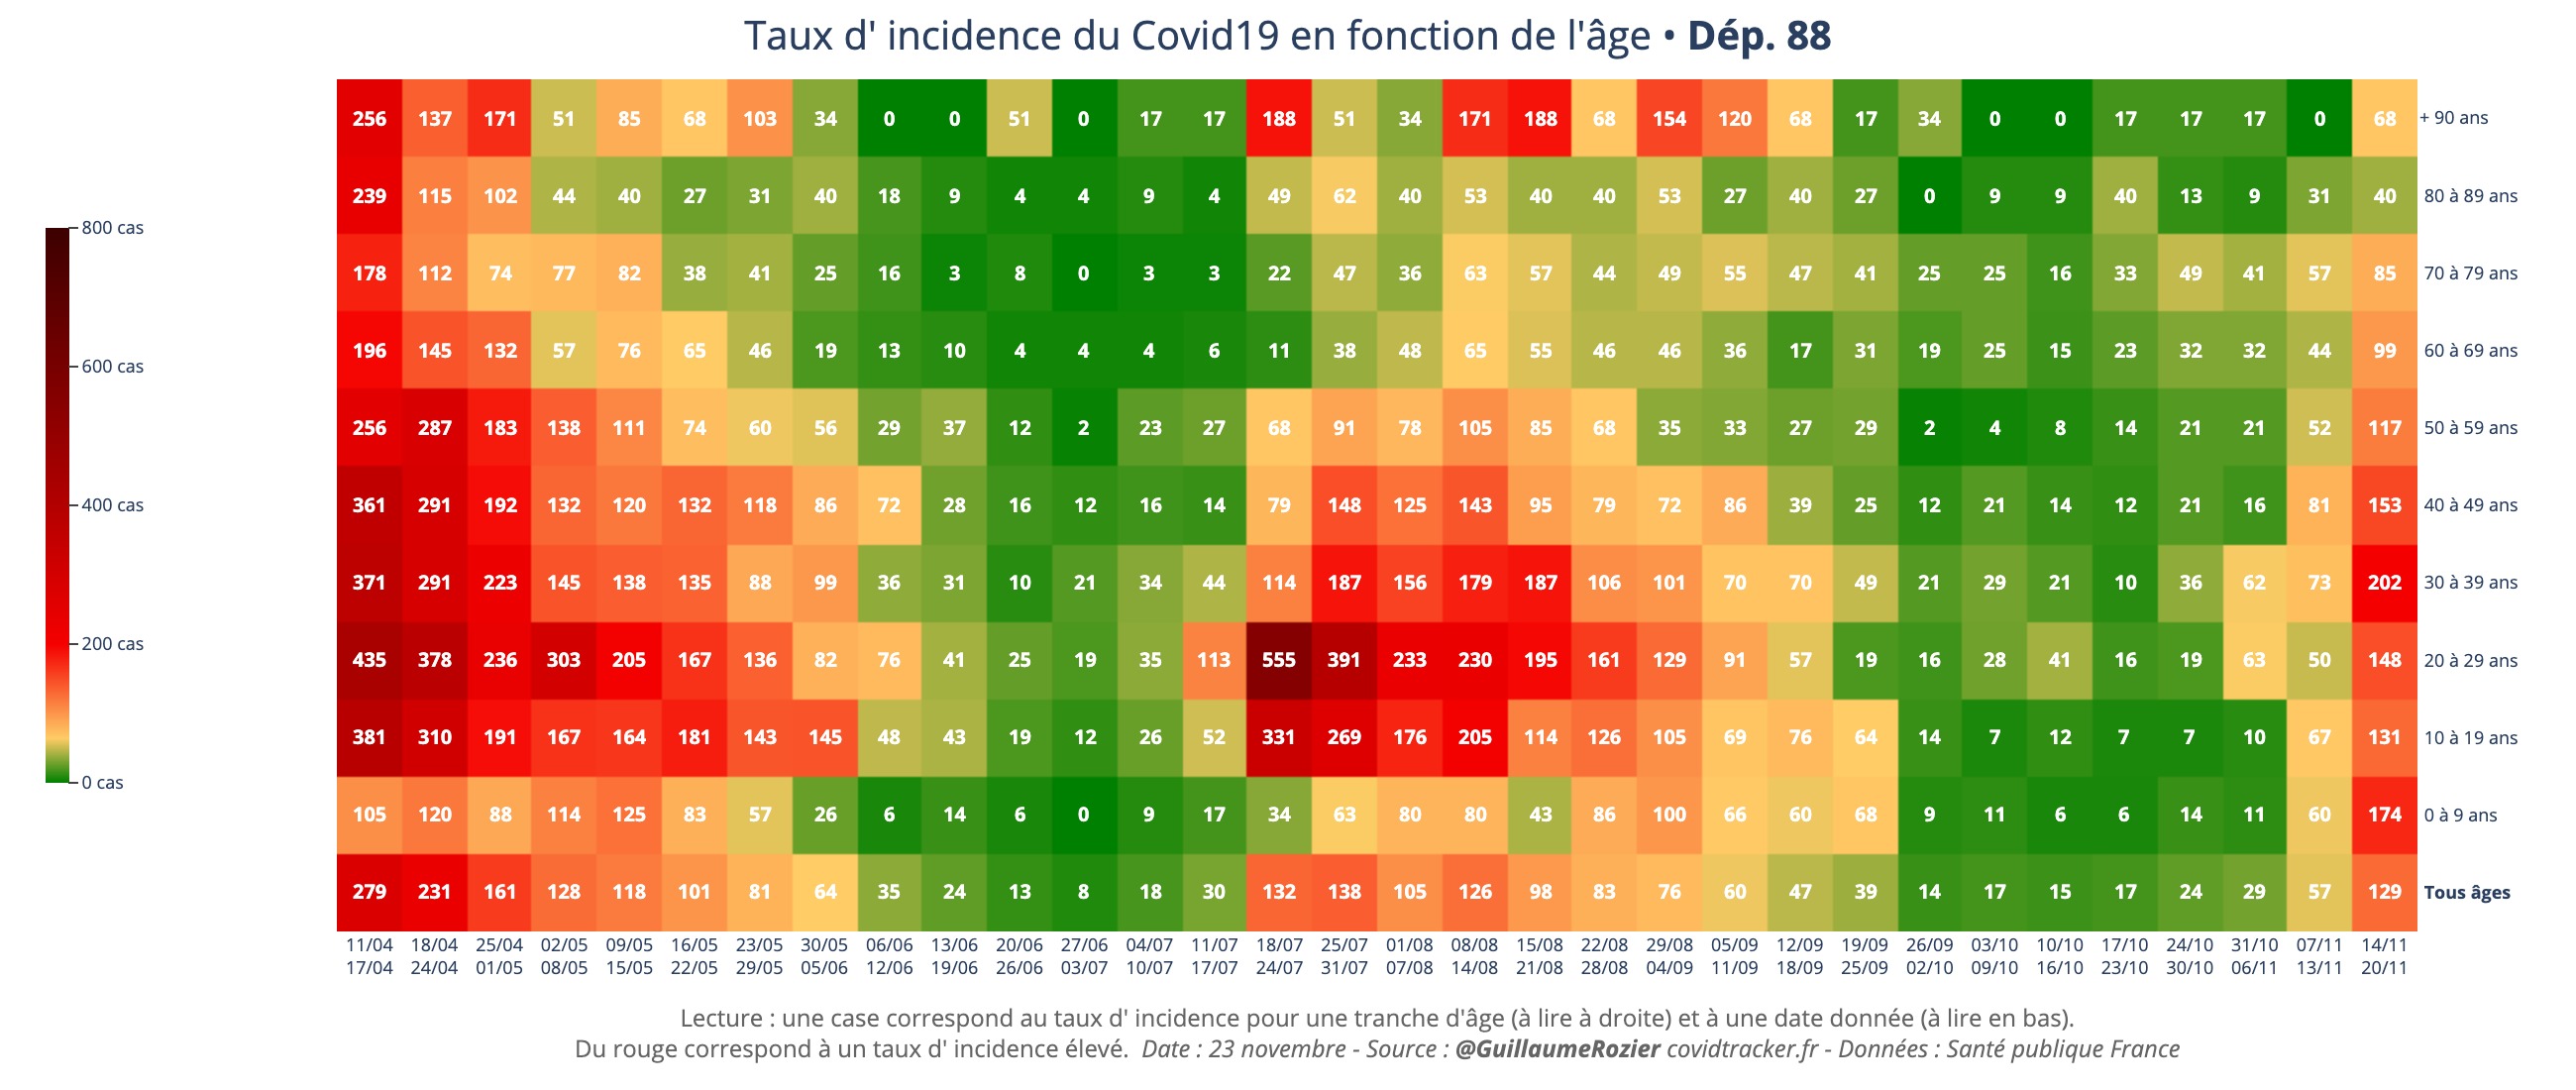 Taux d' incidence du Covid19 en fonction de l'âge • Dép. 88
800 cas
600 cas
400 cas
200 cas
0 cas
256 137 171 51 85 68 103 34 0 0 51 0 17 17 188 51 34 171 188 68 154 120 68 17 34 0 0 17 17 17 0 68 + 90 ans
239 115 102 44 40 27 31 40 18 9 4 4 9 4 49 62 40 53 40 40 53 27 40 27 0 9 9 40 13 9 31 40 80 à 89 ans
178 112 74 77 82 38 41 25 16 3 8 0 3 3 22 47 36 63 57 44 49 55 47 41 25 25 16 33 49 41 57 85 70 à 79 ans
196 145 132 57 76 65 46 19 13 10 4 4 4 6 11 38 48 65 55 46 46 36 17 31 19 25 15 23 32 32 44 99 60 à 69 ans
256 287 183 138 111 74 60 56 29 37 12 2 23 27 68 91 78 105 85 68 35 33 27 29 2 4 8 14 21 21 52 117 50 à 59 ans
361 291 192 132 120 132 118 86 72 28 16 12 16 14 79 148 125 143 95 79 72 86 39 25 12 21 14 12 21 16 81 153 40 à 49 ans
371 291 223 145 138 135 88 99 36 31 10 21 34 44 114 187 156 179 187 106 101 70 70 49 21 29 21 10 36 62 73 202 30 à 39 ans
435 378 236 303 205 167 136 82 76 41 25 19 35 113 555 391 233 230 195 161 129 91 57 19 16 28 41 16 19 63 50 148 20 à 29 ans
381 310 191 167 164 181 143 145 48 43 19 12 26 52 331 269 176 205 114 126 105 69 76 64 14 7 12 7 7 10 67 131 10 à 19 ans
105 120 88 114 125 83 57 26 6 14 6 0 9 17 34 63 80 80 43 86 100 66 60 68 9 11 6 6 14 11 60 174 0 à 9 ans
279 231 161 128 118 101 81 64 35 24 13 8 18 30 132 138 105 126 98 83 76 60 47 39 14 17 15 17 24 29 57 129 Tous âges
11/04 18/04 25/04 02/05 09/05 16/05 23/05 30/05 06/06 13/06 20/06 27/06 04/07 11/07 18/07 25/07 01/08 08/08 15/08 22/08 29/08 05/09 12/09 19/09 26/09 03/10 10/10 17/10 24/10 31/10 07/11 14/11
17/04 24/04 01/05 08/05 15/05 22/05 29/05 05/06 12/06 19/06 26/06 03/07 10/07 17/07 24/07 31/07 07/08 14/08 21/08 28/08 04/09 11/09 18/09 25/09 02/10 09/10 16/10 23/10 30/10 06/11 13/11 20/11
Lecture : une case correspond au taux d' incidence pour une tranche d'âge (à lire à droite) et à une date donnée (à lire en bas).
Du rouge correspond à un taux d' incidence élevé. Date : 23 novembre - Source : @GuillaumeRozier covidtracker.fr - Données : Santé publique France